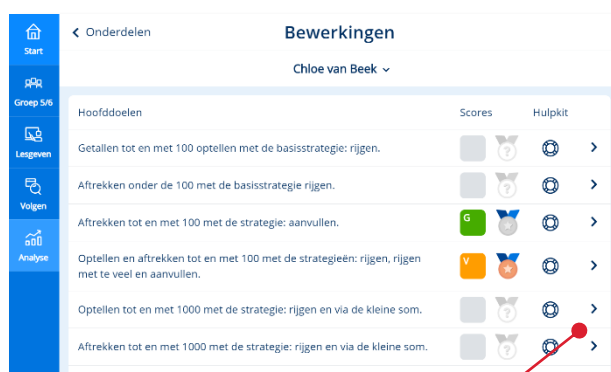 Onderdelen
Bewerkingen
Chloe van Beek
Start
Groep 5/6
Lesgeven
Volgen
Analyse
Hoofddoelen Scores Hulpkit
Getallen tot en met 100 optellen met de basisstrategie: rijgen.
?
Aftrekken onder de 100 met de basisstrategie rijgen.
?
Aftrekken tot en met 100 met de strategie: aanvullen.
G
Optellen en aftrekken tot en met 100 met de strategieën: rijgen, rijgen
met te veel en aanvullen.
V
Optellen tot en met 1000 met de strategie: rijgen en via de kleine som.
?
Aftrekken tot en met 1000 met de strategie: rijgen en via de kleine som.
?